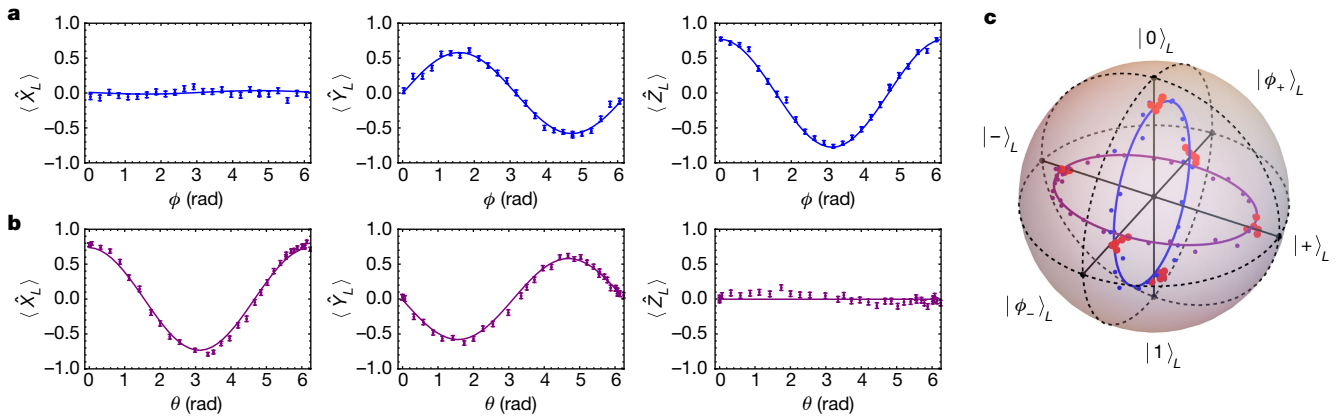 a
⟨X̂_L⟩
1.0
0.5
0.0
−0.5
−1.0
0 1 2 3 4 5 6
ϕ (rad)
⟨Ŷ_L⟩
1.0
0.5
0.0
−0.5
−1.0
0 1 2 3 4 5 6
ϕ (rad)
⟨Ẑ_L⟩
1.0
0.5
0.0
−0.5
−1.0
0 1 2 3 4 5 6
ϕ (rad)
b
⟨X̂_L⟩
1.0
0.5
0.0
−0.5
−1.0
0 1 2 3 4 5 6
θ (rad)
⟨Ŷ_L⟩
1.0
0.5
0.0
−0.5
−1.0
0 1 2 3 4 5 6
θ (rad)
⟨Ẑ_L⟩
1.0
0.5
0.0
−0.5
−1.0
0 1 2 3 4 5 6
θ (rad)
c
|0⟩_L
|ϕ_+⟩_L
|−⟩_L
|+⟩_L
|ϕ_−⟩_L
|1⟩_L